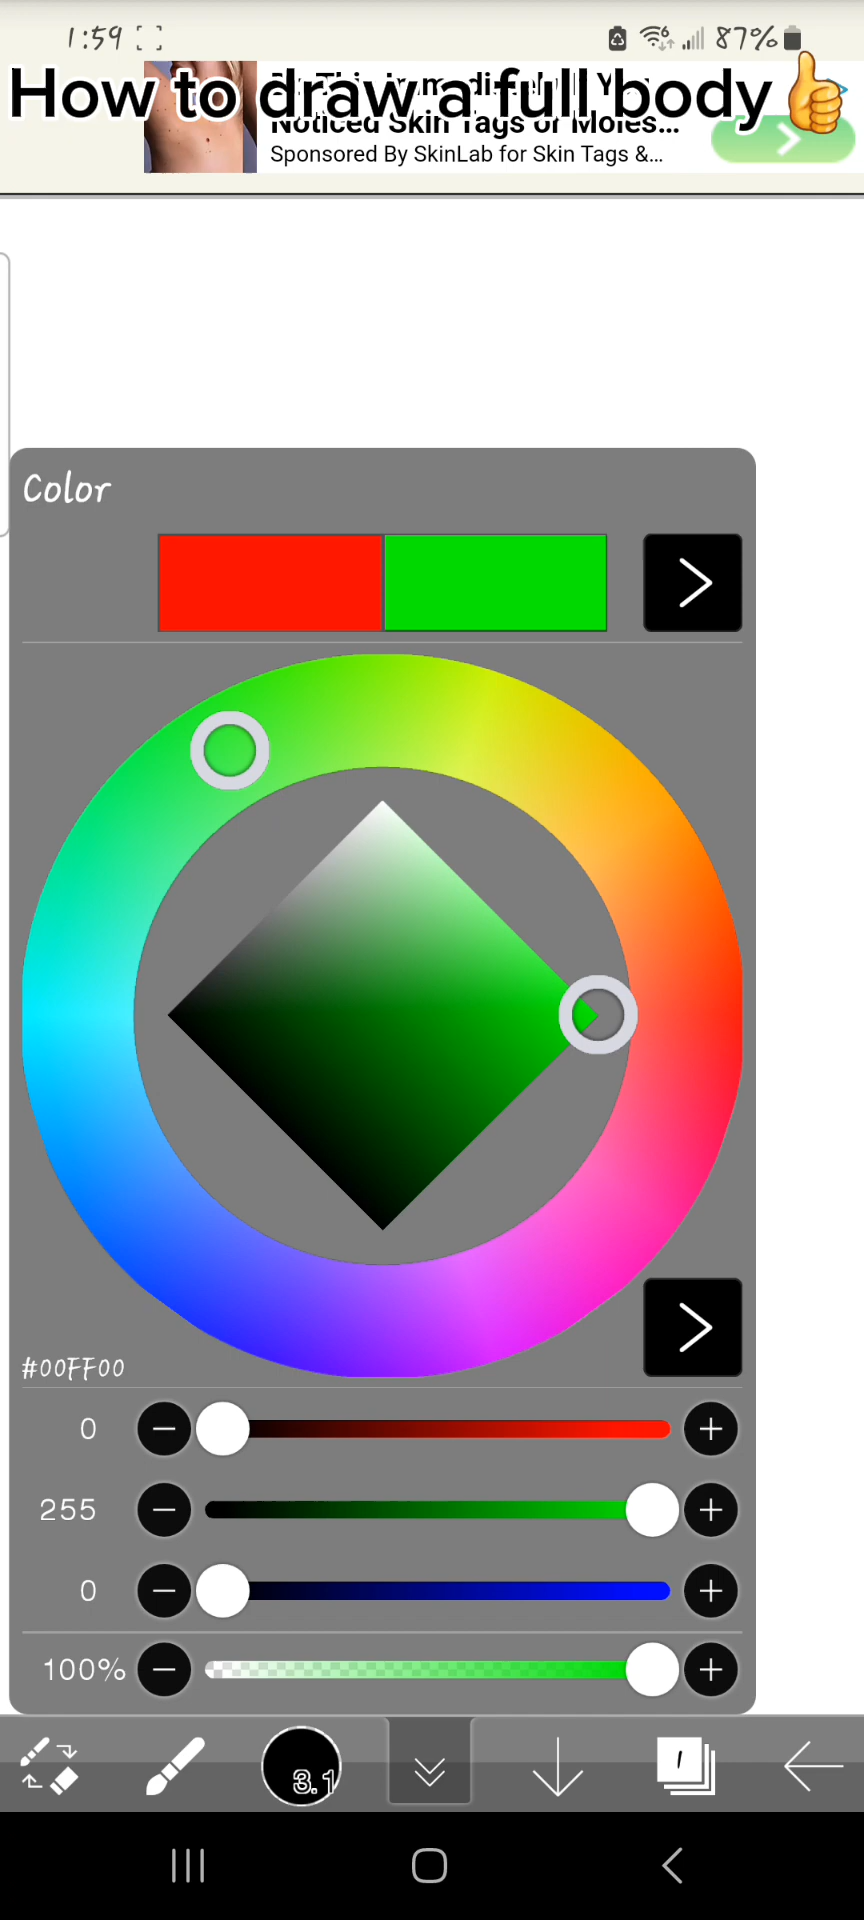 1:59
87%
How to draw a full body 👍
Noticed Skin Tags or Moles...
Sponsored By SkinLab for Skin Tags &...
Color
#00FF00
0
255
0
100%
3.1
1